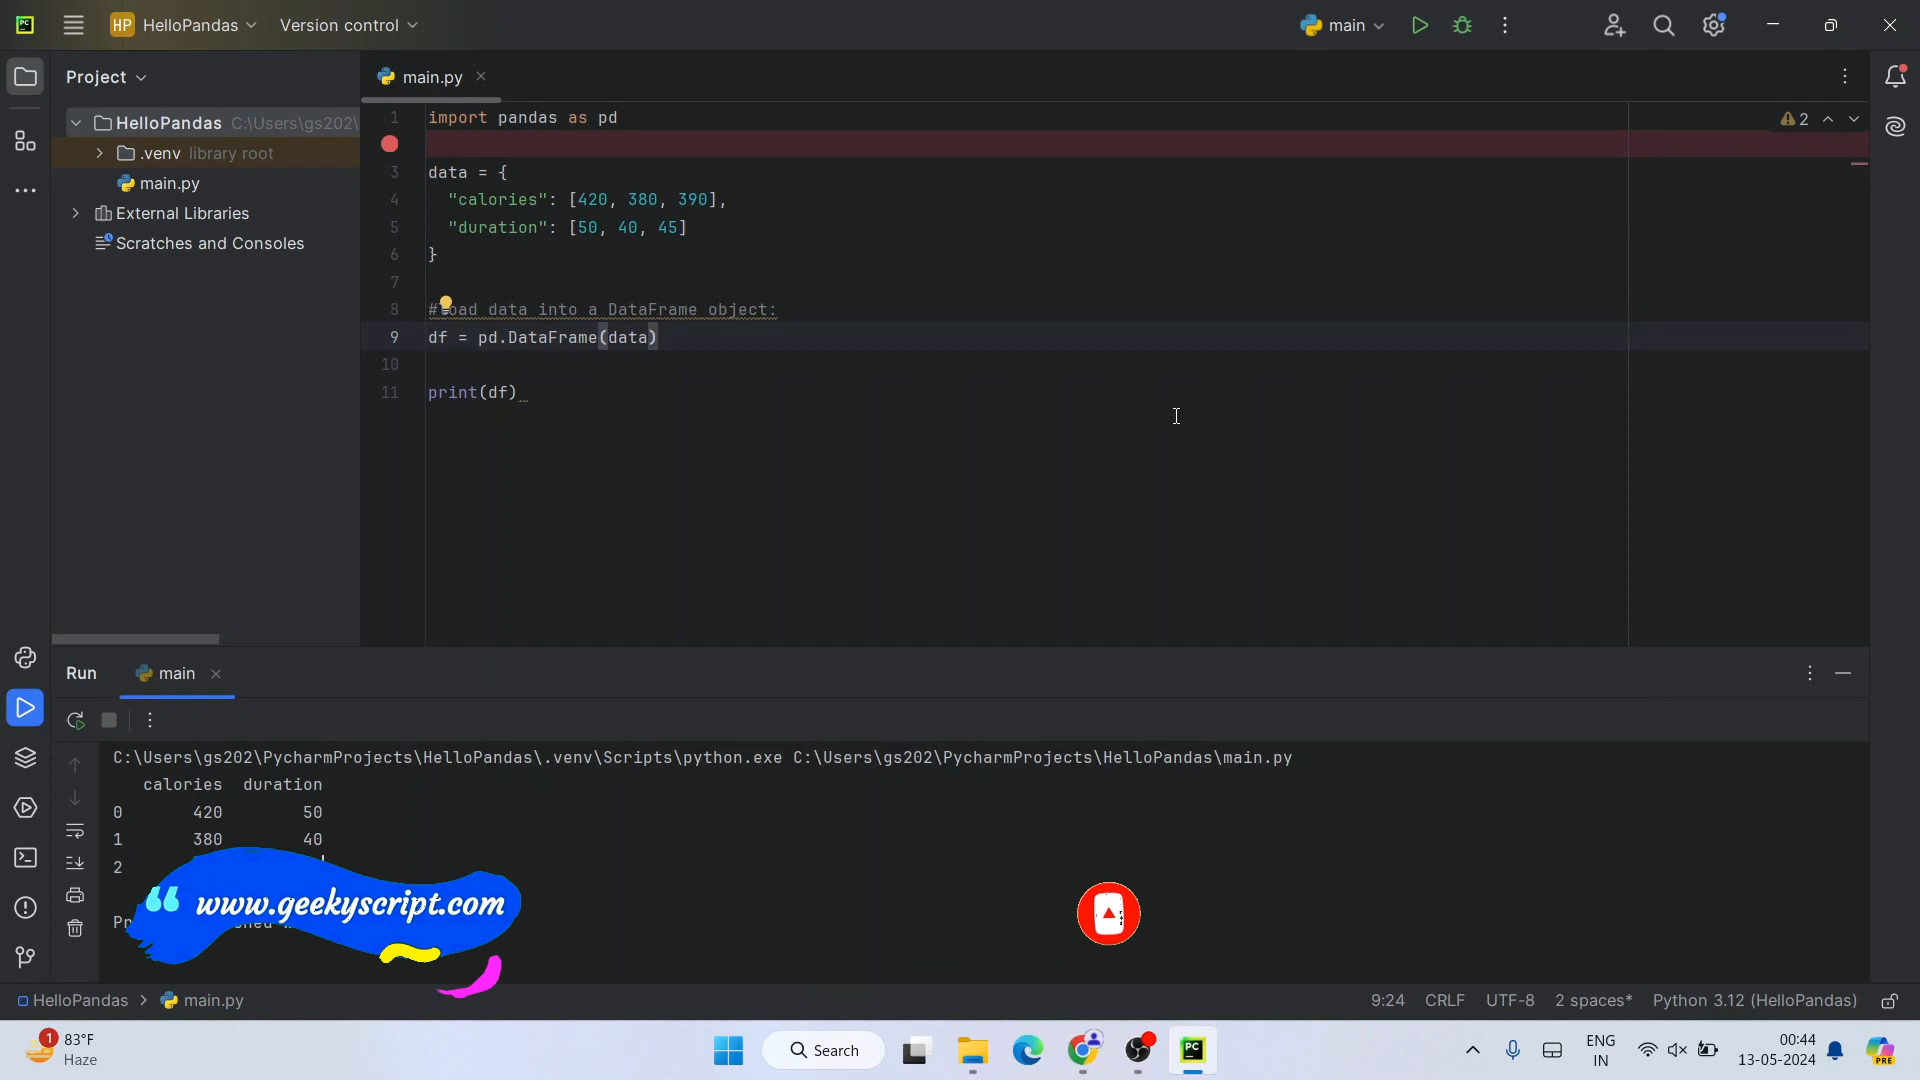 HP HelloPandas
Version control
main
Project
main.py
HelloPandas C:\Users\gs202\
.venv library root
main.py
External Libraries
Scratches and Consoles
1 import pandas as pd
2
3 data = {
4 "calories": [420, 380, 390],
5 "duration": [50, 40, 45]
6 }
7
8 #load data into a DataFrame object:
9 df = pd.DataFrame(data)
10
11 print(df)
Run
main
C:\Users\gs202\PycharmProjects\HelloPandas\.venv\Scripts\python.exe C:\Users\gs202\PycharmProjects\HelloPandas\main.py
calories duration
0 420 50
1 380 40
2
www.geekyscript.com
HelloPandas > main.py
9:24 CRLF UTF-8 2 spaces* Python 3.12 (HelloPandas)
1
83°F
Haze
Search
PC
ENG
IN
00:44
13-05-2024
PRE